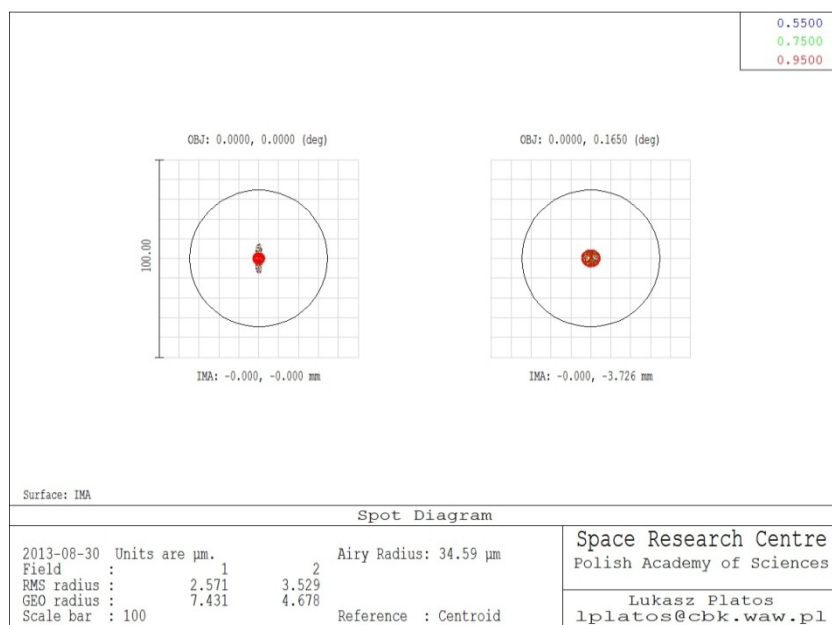 0.5500
0.7500
0.9500
OBJ: 0.0000, 0.0000 (deg)
OBJ: 0.0000, 0.1650 (deg)
100.00
IMA: -0.000, -0.000 mm
IMA: -0.000, -3.726 mm
Surface: IMA
Spot Diagram
2013-08-30 Units are µm. Airy Radius: 34.59 µm
Field : 1 2
RMS radius : 2.571 3.529
GEO radius : 7.431 4.678
Scale bar : 100 Reference : Centroid
Space Research Centre
Polish Academy of Sciences
Lukasz Platos
lplatos@cbk.waw.pl